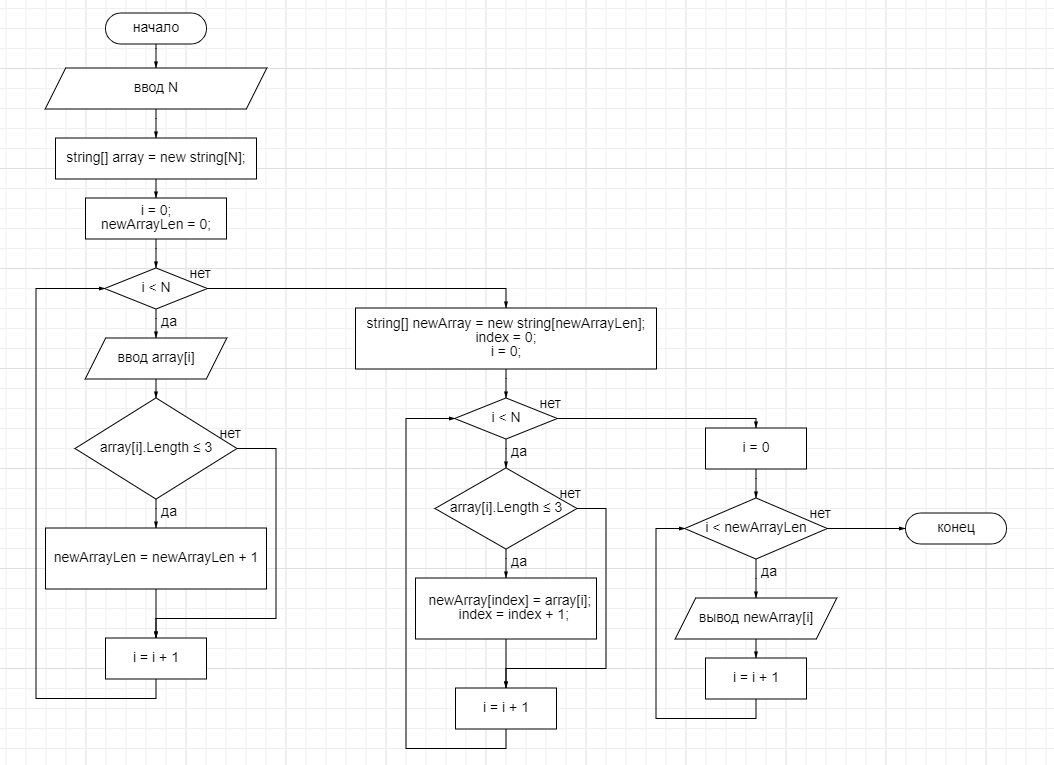 начало
ввод N
string[] array = new string[N];
i = 0;
newArrayLen = 0;
i < N
нет
да
ввод array[i]
array[i].Length ≤ 3
нет
да
newArrayLen = newArrayLen + 1
i = i + 1
string[] newArray = new string[newArrayLen];
index = 0;
i = 0;
i < N
нет
да
array[i].Length ≤ 3
нет
да
newArray[index] = array[i];
index = index + 1;
i = i + 1
i = 0
i < newArrayLen
нет
да
вывод newArray[i]
i = i + 1
конец